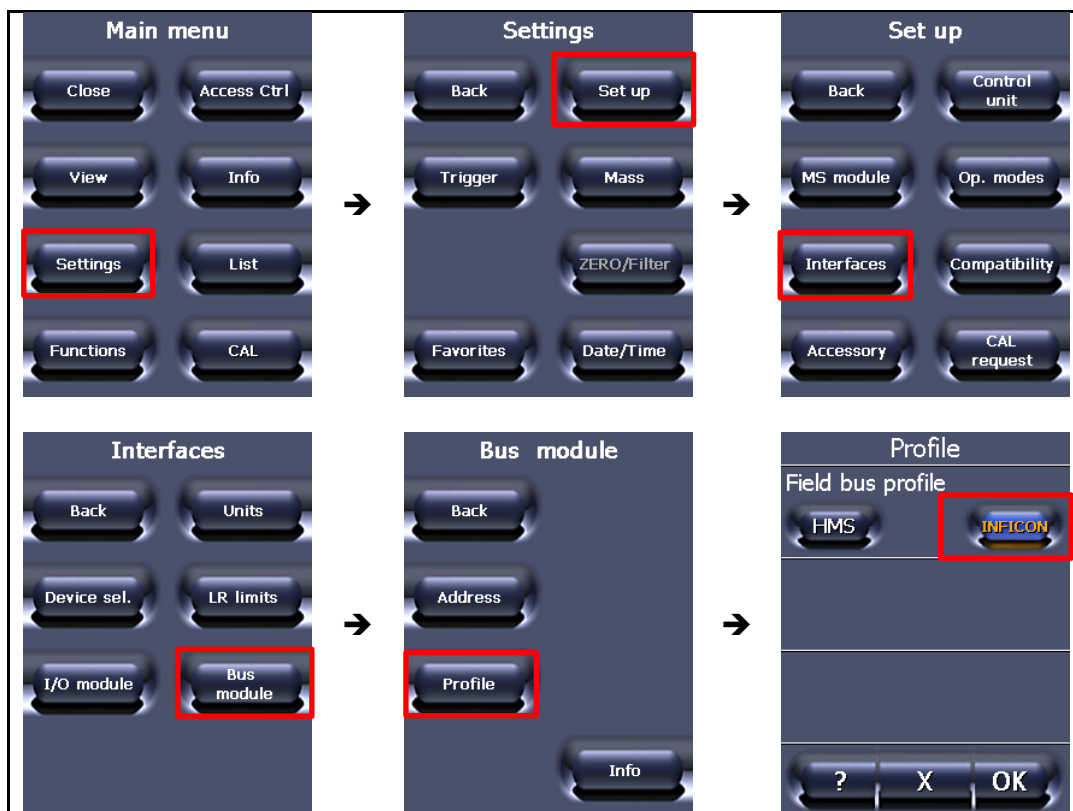 Main menu
Close
Access Ctrl
View
Info
Settings
List
Functions
CAL
➔
Settings
Back
Set up
Trigger
Mass
ZERO/Filter
Favorites
Date/Time
➔
Set up
Back
Control
unit
MS module
Op. modes
Interfaces
Compatibility
Accessory
CAL
request
Interfaces
Back
Units
Device sel.
LR limits
I/O module
Bus
module
➔
Bus module
Back
Address
Profile
Info
➔
Profile
Field bus profile
HMS
INFICON
?
X
OK